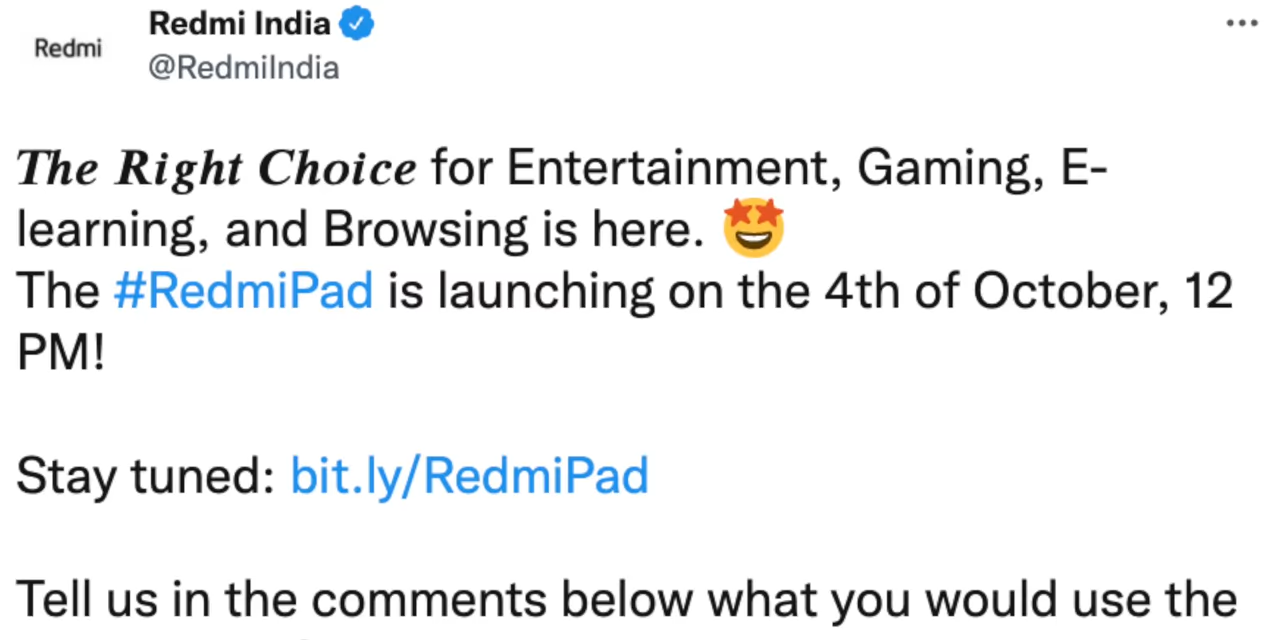 Redmi
Redmi India
@RedmiIndia
The Right Choice for Entertainment, Gaming, E-
learning, and Browsing is here. 🤩
The #RedmiPad is launching on the 4th of October, 12
PM!
Stay tuned: bit.ly/RedmiPad
Tell us in the comments below what you would use the